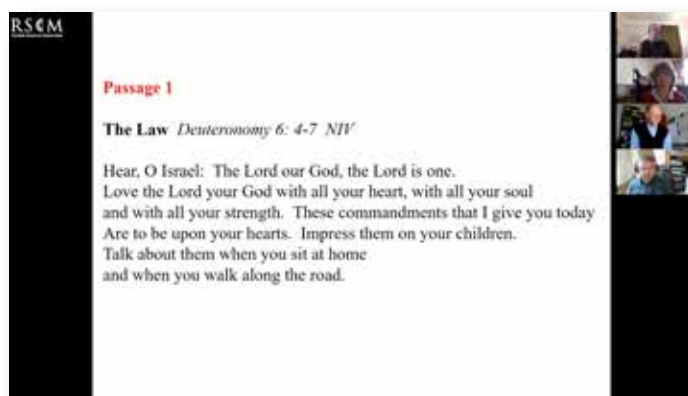 RSCM
Passage 1
The Law Deuteronomy 6: 4-7 NIV
Hear, O Israel: The Lord our God, the Lord is one.
Love the Lord your God with all your heart, with all your soul
and with all your strength. These commandments that I give you today
Are to be upon your hearts. Impress them on your children.
Talk about them when you sit at home
and when you walk along the road.